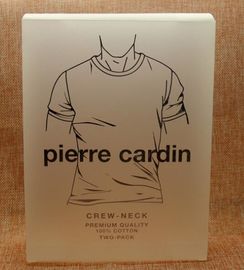 pierre cardin
CREW-NECK
PREMIUM QUALITY
100% COTTON
TWO-PACK